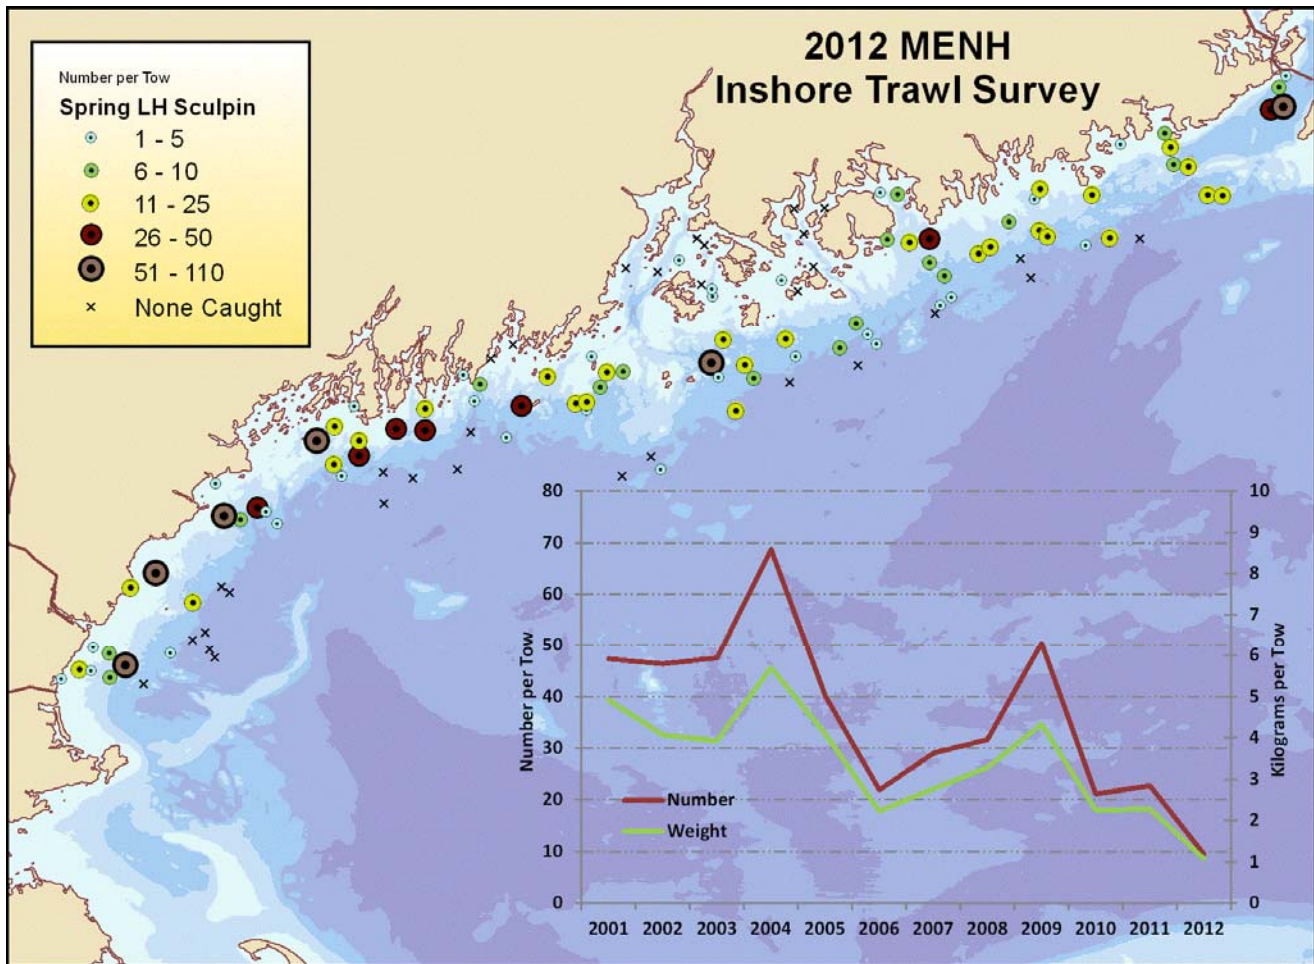 2012 MENH
Inshore Trawl Survey
Number per Tow
Spring LH Sculpin
1 - 5
6 - 10
11 - 25
26 - 50
51 - 110
None Caught
80
70
60
50
40
30
20
10
0
Number per Tow
Number
Weight
10
9
8
7
6
5
4
3
2
1
0
Kilograms per Tow
2001 2002 2003 2004 2005 2006 2007 2008 2009 2010 2011 2012